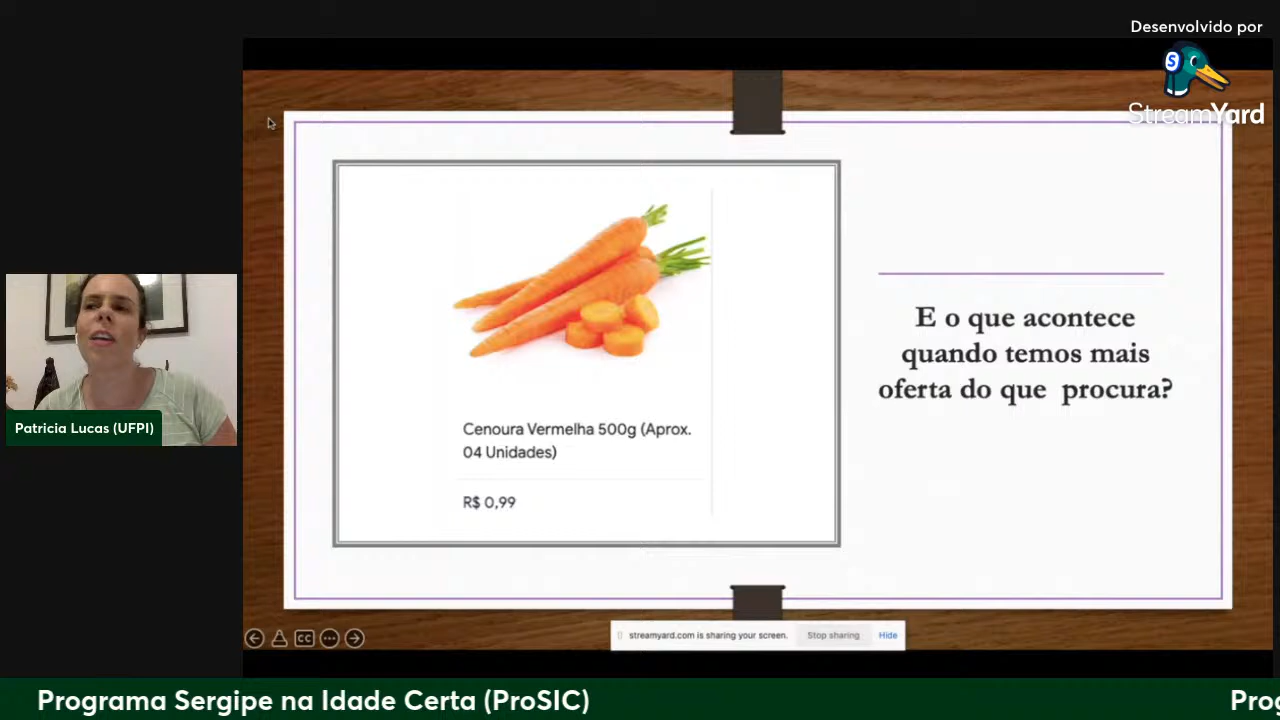 Desenvolvido por
StreamYard
E o que acontece
quando temos mais
oferta do que procura?
Cenoura Vermelha 500g (Aprox.
04 Unidades)
R$ 0,99
Patricia Lucas (UFPI)
CC
streamyard.com is sharing your screen. Stop sharing Hide
Programa Sergipe na Idade Certa (ProSIC)
Prog